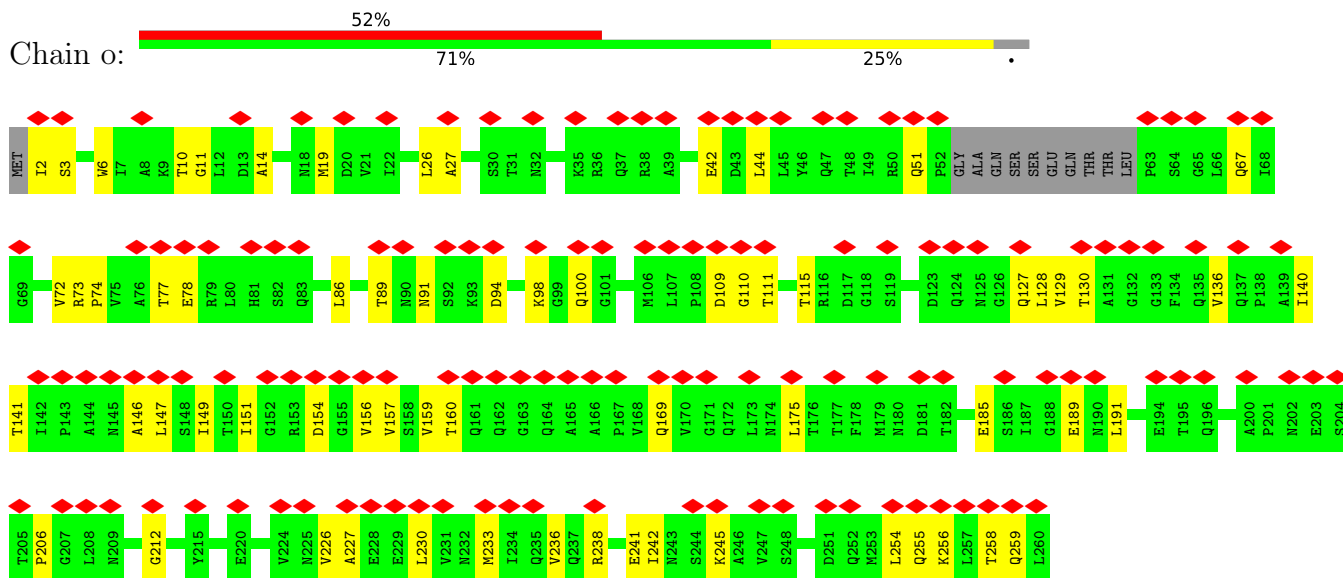 52%
Chain o:
71% 25% •
MET I2 S3 W6 I7 A8 K9 T10 G11 L12 D13 A14 N18 M19 D20 V21 I22 L26 A27 S30 T31 N32 K35 R36 Q37 R38 A39 E42 D43 L44 L45 Y46 Q47 T48 I49 R50 Q51 P52 GLY ALA GLN SER SER GLU GLN THR THR LEU P63 S64 G65 L66 Q67 I68
G69 V72 R73 P74 V75 A76 T77 E78 R79 L80 H81 S82 Q83 L86 T89 N90 N91 S92 K93 D94 K98 G99 Q100 G101 M106 L107 P108 D109 G110 T111 T115 R116 D117 G118 S119 D123 Q124 N125 G126 Q127 L128 V129 T130 A131 G132 G133 F134 Q135 V136 Q137 P138 A139 I140
T141 I142 P143 A144 N145 A146 L147 S148 I149 T150 I151 G152 R153 D154 G155 V156 V157 S158 V159 T160 Q161 Q162 G163 Q164 A165 A166 P167 V168 Q169 V170 G171 Q172 L173 N174 L175 T176 T177 F178 M179 N180 D181 T182 E185 S186 I187 G188 E189 N190 L191 E194 T195 Q196 A200 P201 N202 E203 S204
T205 P206 G207 L208 N209 G212 Y215 E220 V224 N225 V226 A227 E228 E229 L230 V231 N232 M233 I234 Q235 V236 Q237 R238 E241 I242 N243 S244 K245 A246 V247 S248 D251 Q252 M253 L254 Q255 K256 L257 T258 Q259 L260